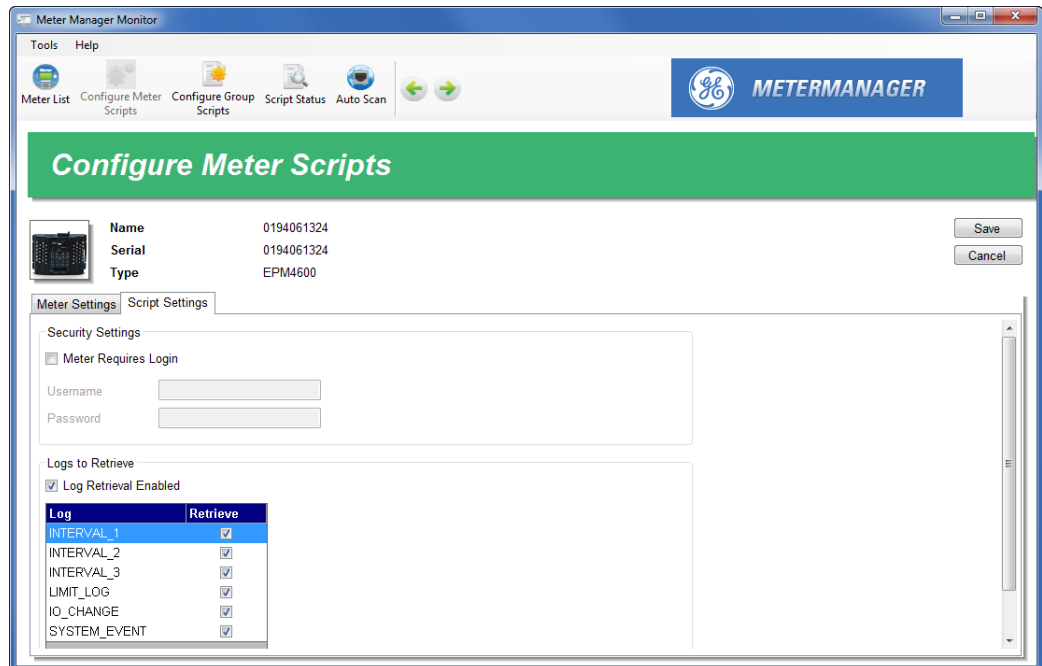 Meter Manager Monitor
Tools Help
Meter List Configure Meter Scripts Configure Group Scripts Script Status Auto Scan
GE METERMANAGER
Configure Meter Scripts
Name 0194061324
Serial 0194061324
Type EPM4600
Save
Cancel
Meter Settings Script Settings
Security Settings
Meter Requires Login
Username
Password
Logs to Retrieve
Log Retrieval Enabled
Log Retrieve
INTERVAL_1
INTERVAL_2
INTERVAL_3
LIMIT_LOG
IO_CHANGE
SYSTEM_EVENT